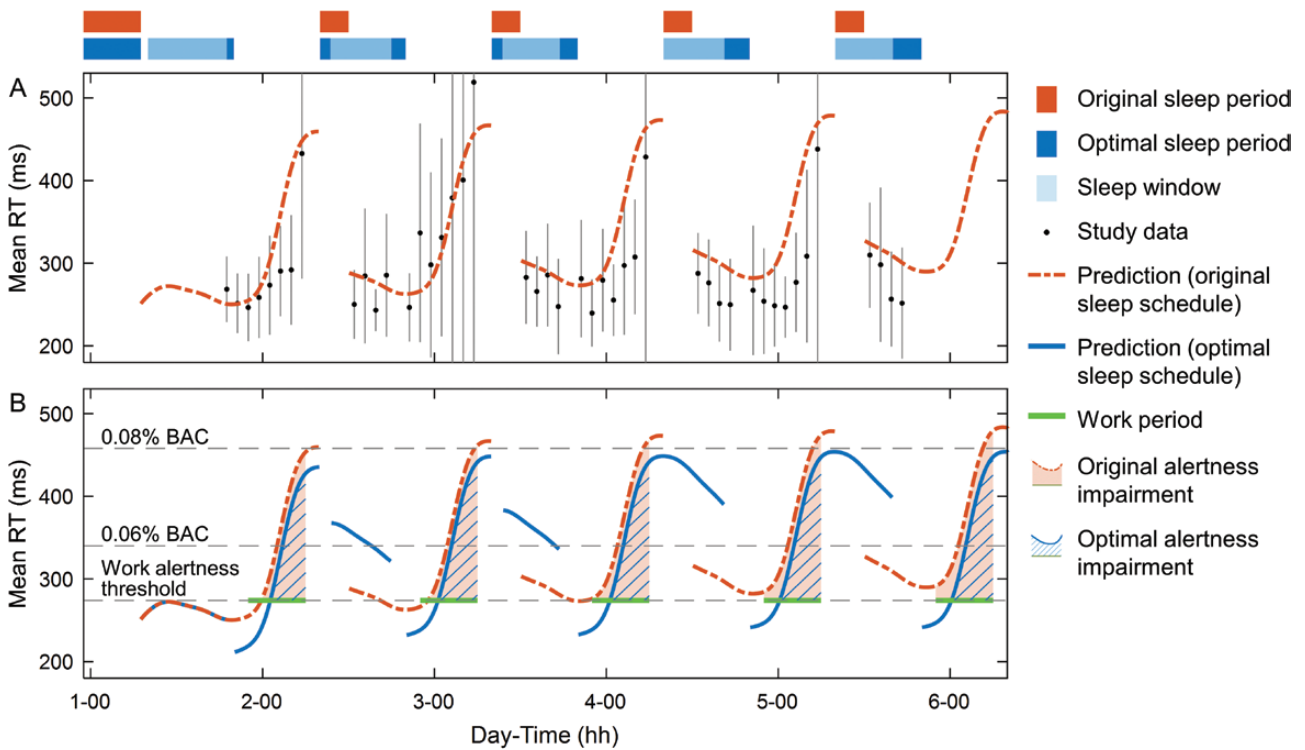 A
500
400
300
200
Mean RT (ms)
B
500
400
300
200
Mean RT (ms)
0.08% BAC
0.06% BAC
Work alertness
threshold
1-00 2-00 3-00 4-00 5-00 6-00
Day-Time (hh)
Original sleep period
Optimal sleep period
Sleep window
Study data
Prediction (original
sleep schedule)
Prediction (optimal
sleep schedule)
Work period
Original alertness
impairment
Optimal alertness
impairment